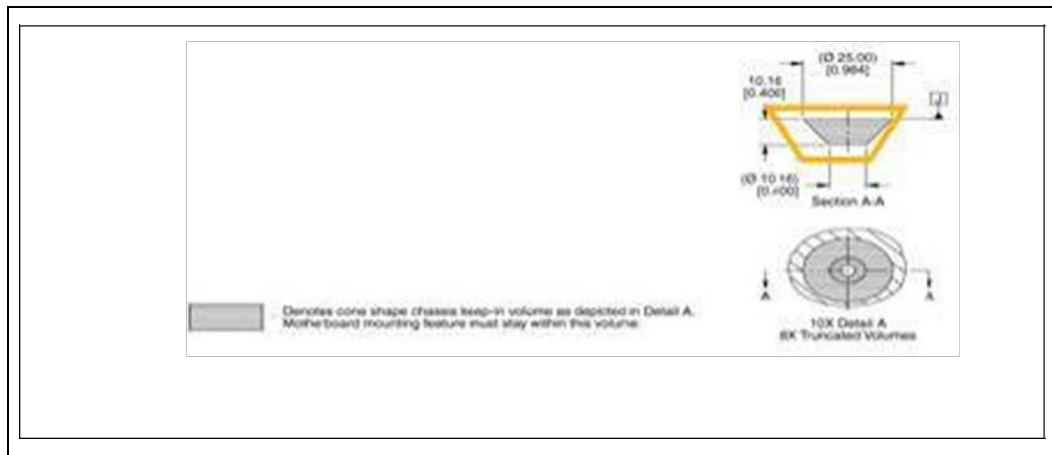 (Ø 25.00)
[0.984]
10.16
[0.400]
J
(Ø 10.16)
[0.400]
Section A-A
A
A
Denotes cone shape chassis keep-in volume as depicted in Detail A.
Motherboard mounting feature must stay within this volume.
10X Detail A
8X Truncated Volumes